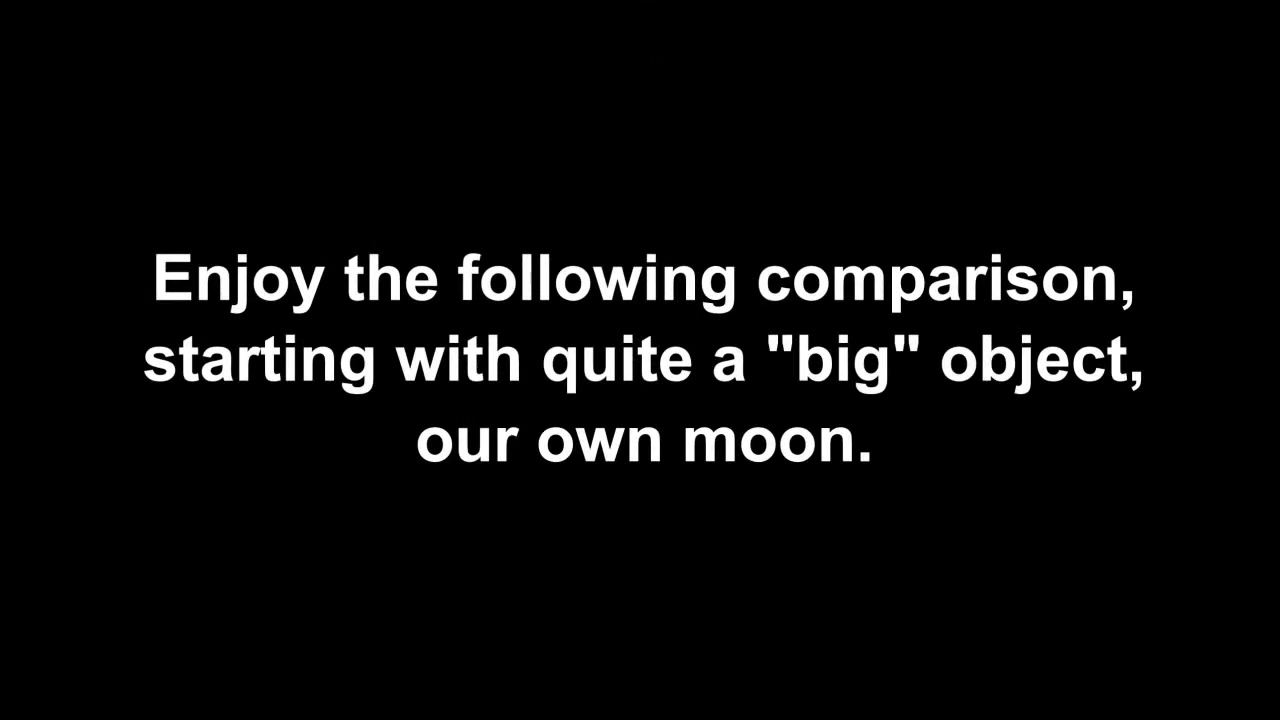 Enjoy the following comparison,
starting with quite a "big" object,
our own moon.